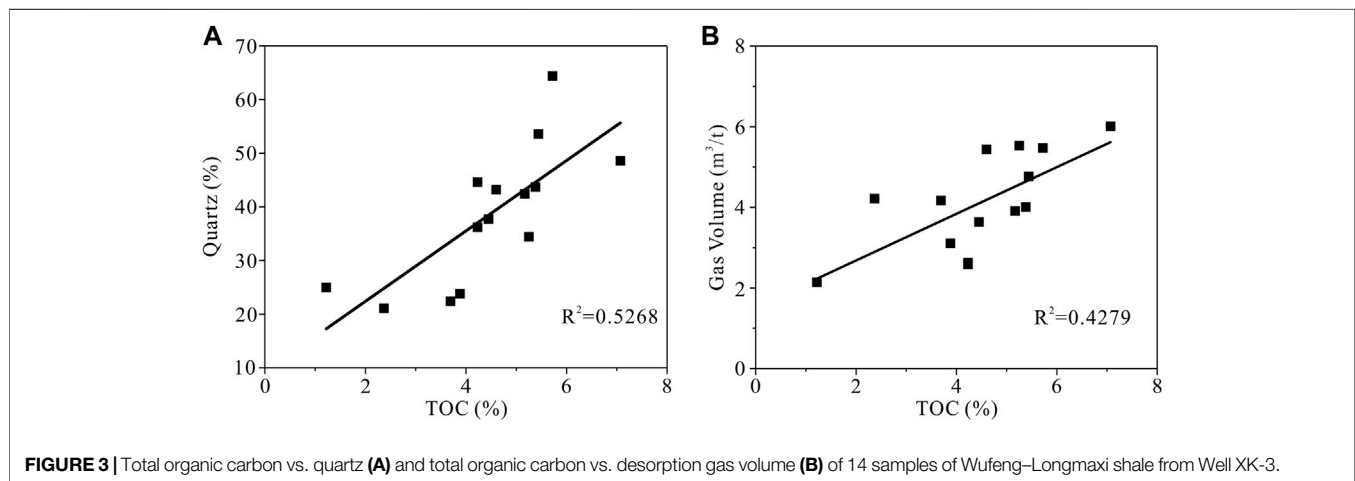 A
70
60
50
40
30
20
10
Quartz (%)
0
2
4
6
8
TOC (%)
R²=0.5268
B
8
6
4
2
0
Gas Volume (m³/t)
0
2
4
6
8
TOC (%)
R²=0.4279
FIGURE 3 | Total organic carbon vs. quartz (A) and total organic carbon vs. desorption gas volume (B) of 14 samples of Wufeng–Longmaxi shale from Well XK-3.